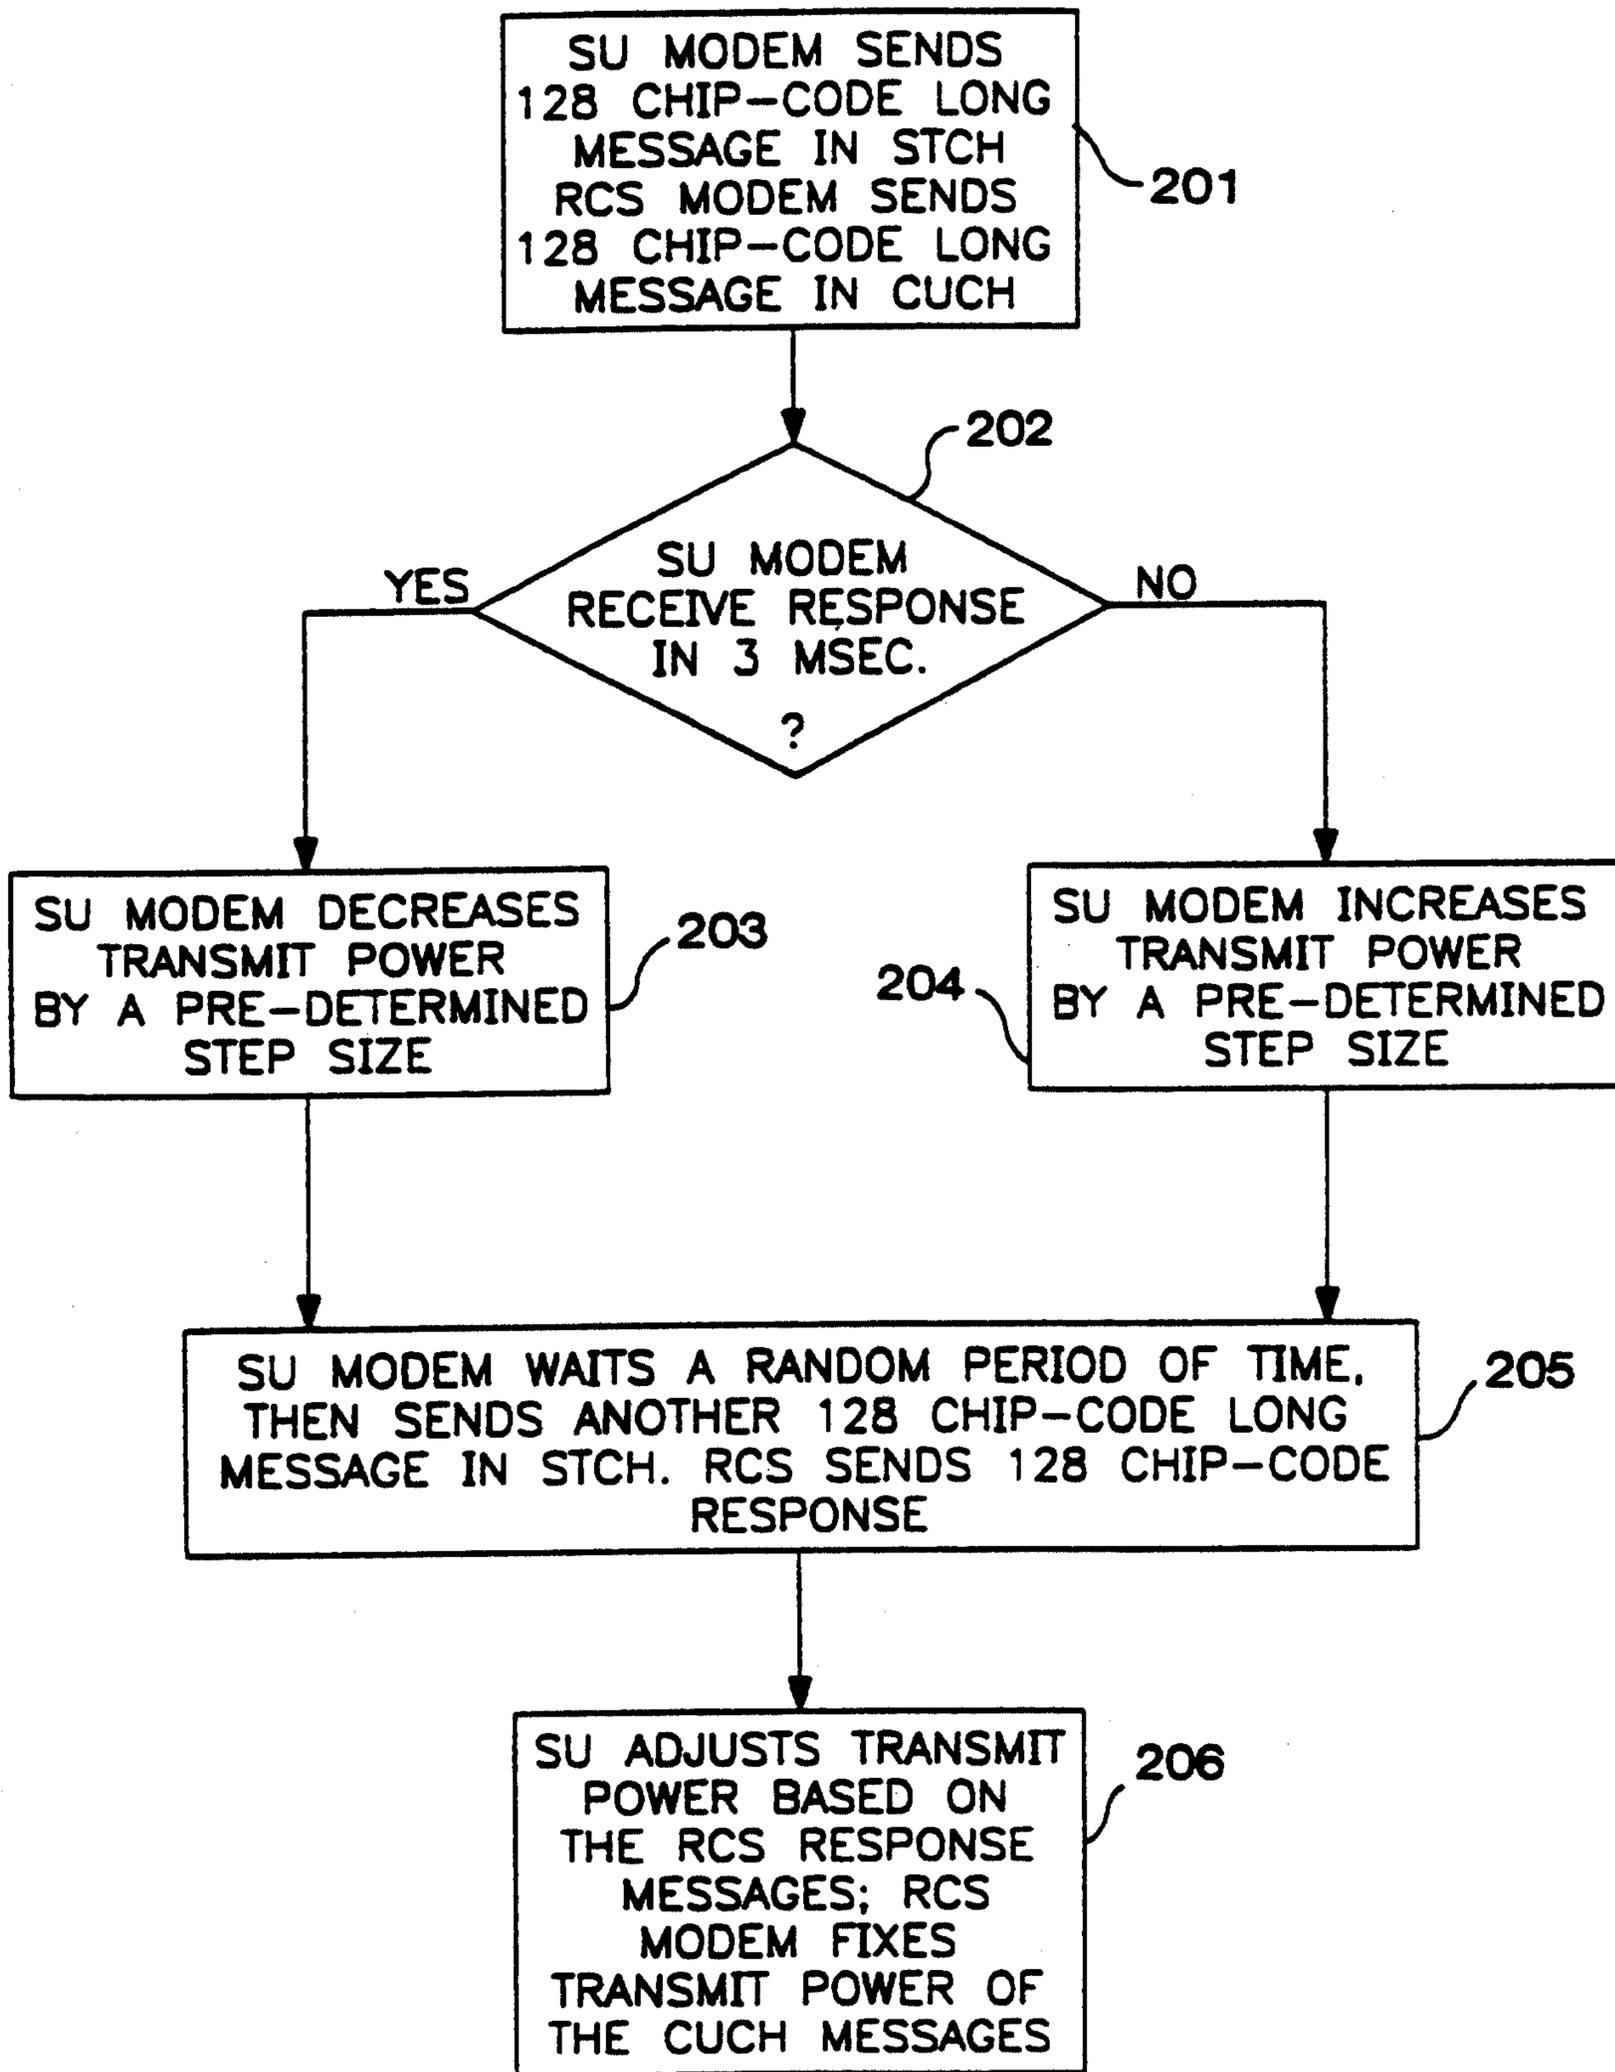 SU MODEM SENDS
128 CHIP-CODE LONG
MESSAGE IN STCH
RCS MODEM SENDS
128 CHIP-CODE LONG
MESSAGE IN CUCH
201
202
SU MODEM
RECEIVE RESPONSE
IN 3 MSEC.
?
YES
NO
SU MODEM DECREASES
TRANSMIT POWER
BY A PRE-DETERMINED
STEP SIZE
203
SU MODEM INCREASES
TRANSMIT POWER
BY A PRE-DETERMINED
STEP SIZE
204
SU MODEM WAITS A RANDOM PERIOD OF TIME,
THEN SENDS ANOTHER 128 CHIP-CODE LONG
MESSAGE IN STCH. RCS SENDS 128 CHIP-CODE
RESPONSE
205
SU ADJUSTS TRANSMIT
POWER BASED ON
THE RCS RESPONSE
MESSAGES; RCS
MODEM FIXES
TRANSMIT POWER OF
THE CUCH MESSAGES
206